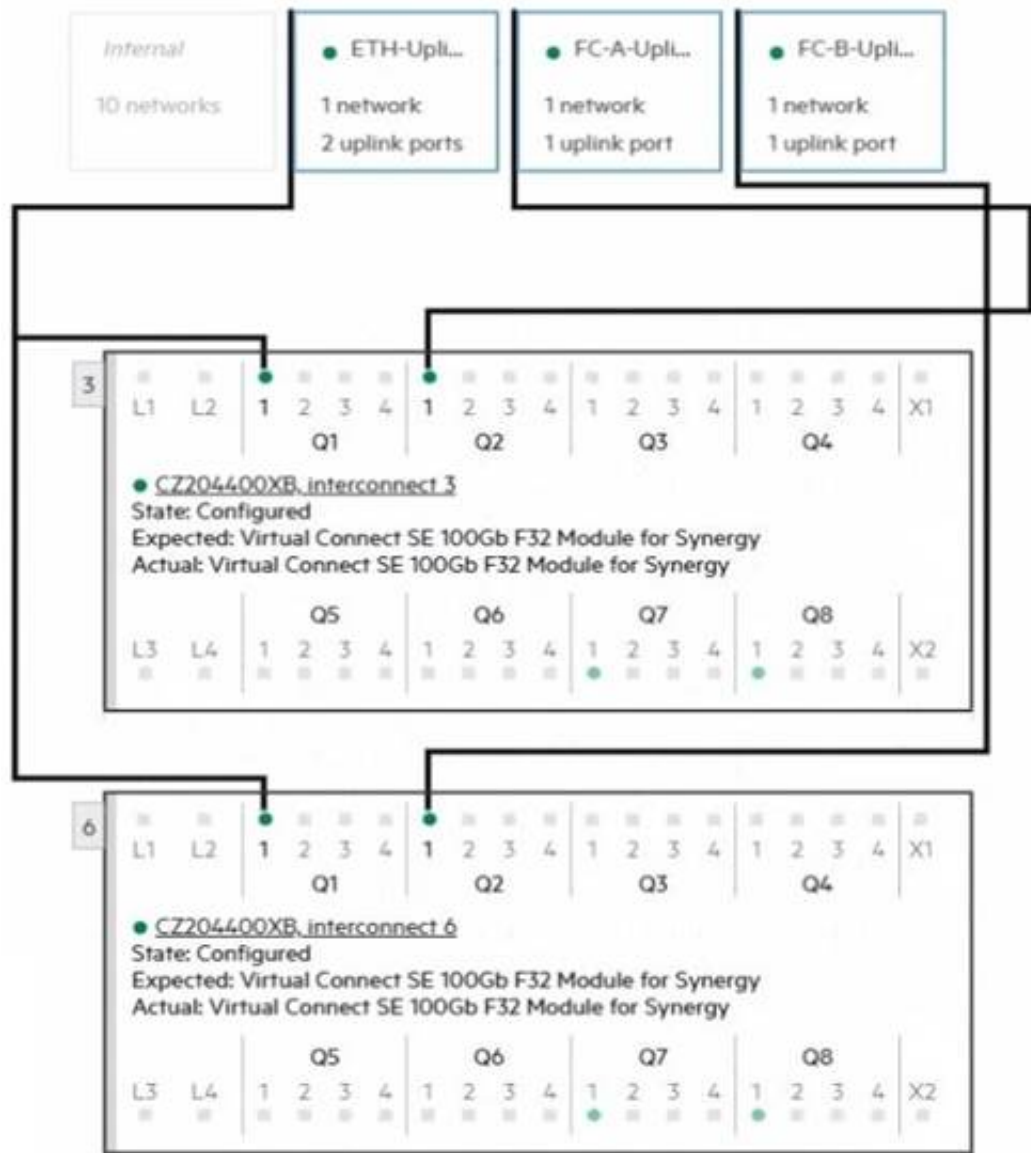 Internal
10 networks
ETH-Upli...
1 network
2 uplink ports
FC-A-Upli...
1 network
1 uplink port
FC-B-Upli...
1 network
1 uplink port
3
L1 L2 1 2 3 4 1 2 3 4 1 2 3 4 1 2 3 4 X1
Q1 Q2 Q3 Q4
CZ204400XB, interconnect 3
State: Configured
Expected: Virtual Connect SE 100Gb F32 Module for Synergy
Actual: Virtual Connect SE 100Gb F32 Module for Synergy
Q5 Q6 Q7 Q8
L3 L4 1 2 3 4 1 2 3 4 1 2 3 4 1 2 3 4 X2
6
L1 L2 1 2 3 4 1 2 3 4 1 2 3 4 1 2 3 4 X1
Q1 Q2 Q3 Q4
CZ204400XB, interconnect 6
State: Configured
Expected: Virtual Connect SE 100Gb F32 Module for Synergy
Actual: Virtual Connect SE 100Gb F32 Module for Synergy
Q5 Q6 Q7 Q8
L3 L4 1 2 3 4 1 2 3 4 1 2 3 4 1 2 3 4 X2